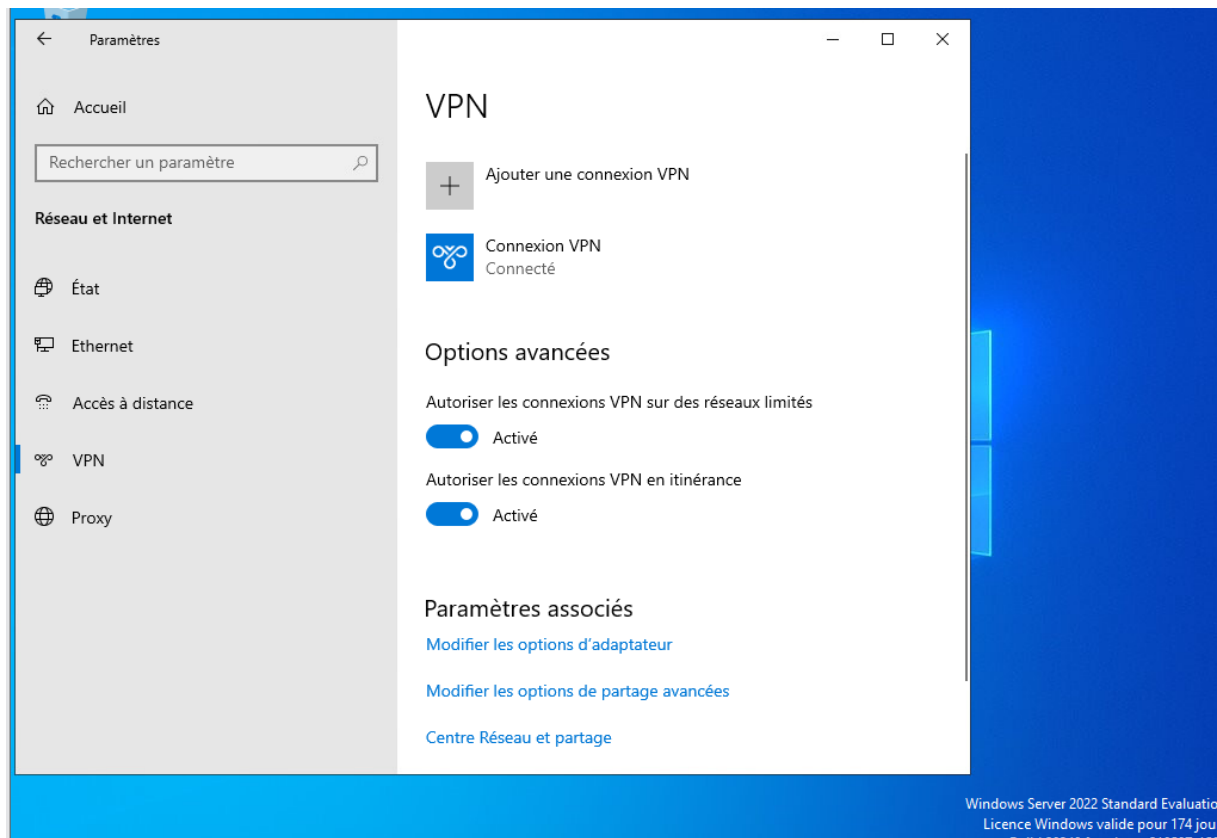 Paramètres
Accueil
Rechercher un paramètre
Réseau et Internet
État
Ethernet
Accès à distance
VPN
Proxy
VPN
Ajouter une connexion VPN
Connexion VPN
Connecté
Options avancées
Autoriser les connexions VPN sur des réseaux limités
Activé
Autoriser les connexions VPN en itinérance
Activé
Paramètres associés
Modifier les options d'adaptateur
Modifier les options de partage avancées
Centre Réseau et partage
Windows Server 2022 Standard Evaluatio
Licence Windows valide pour 174 jou